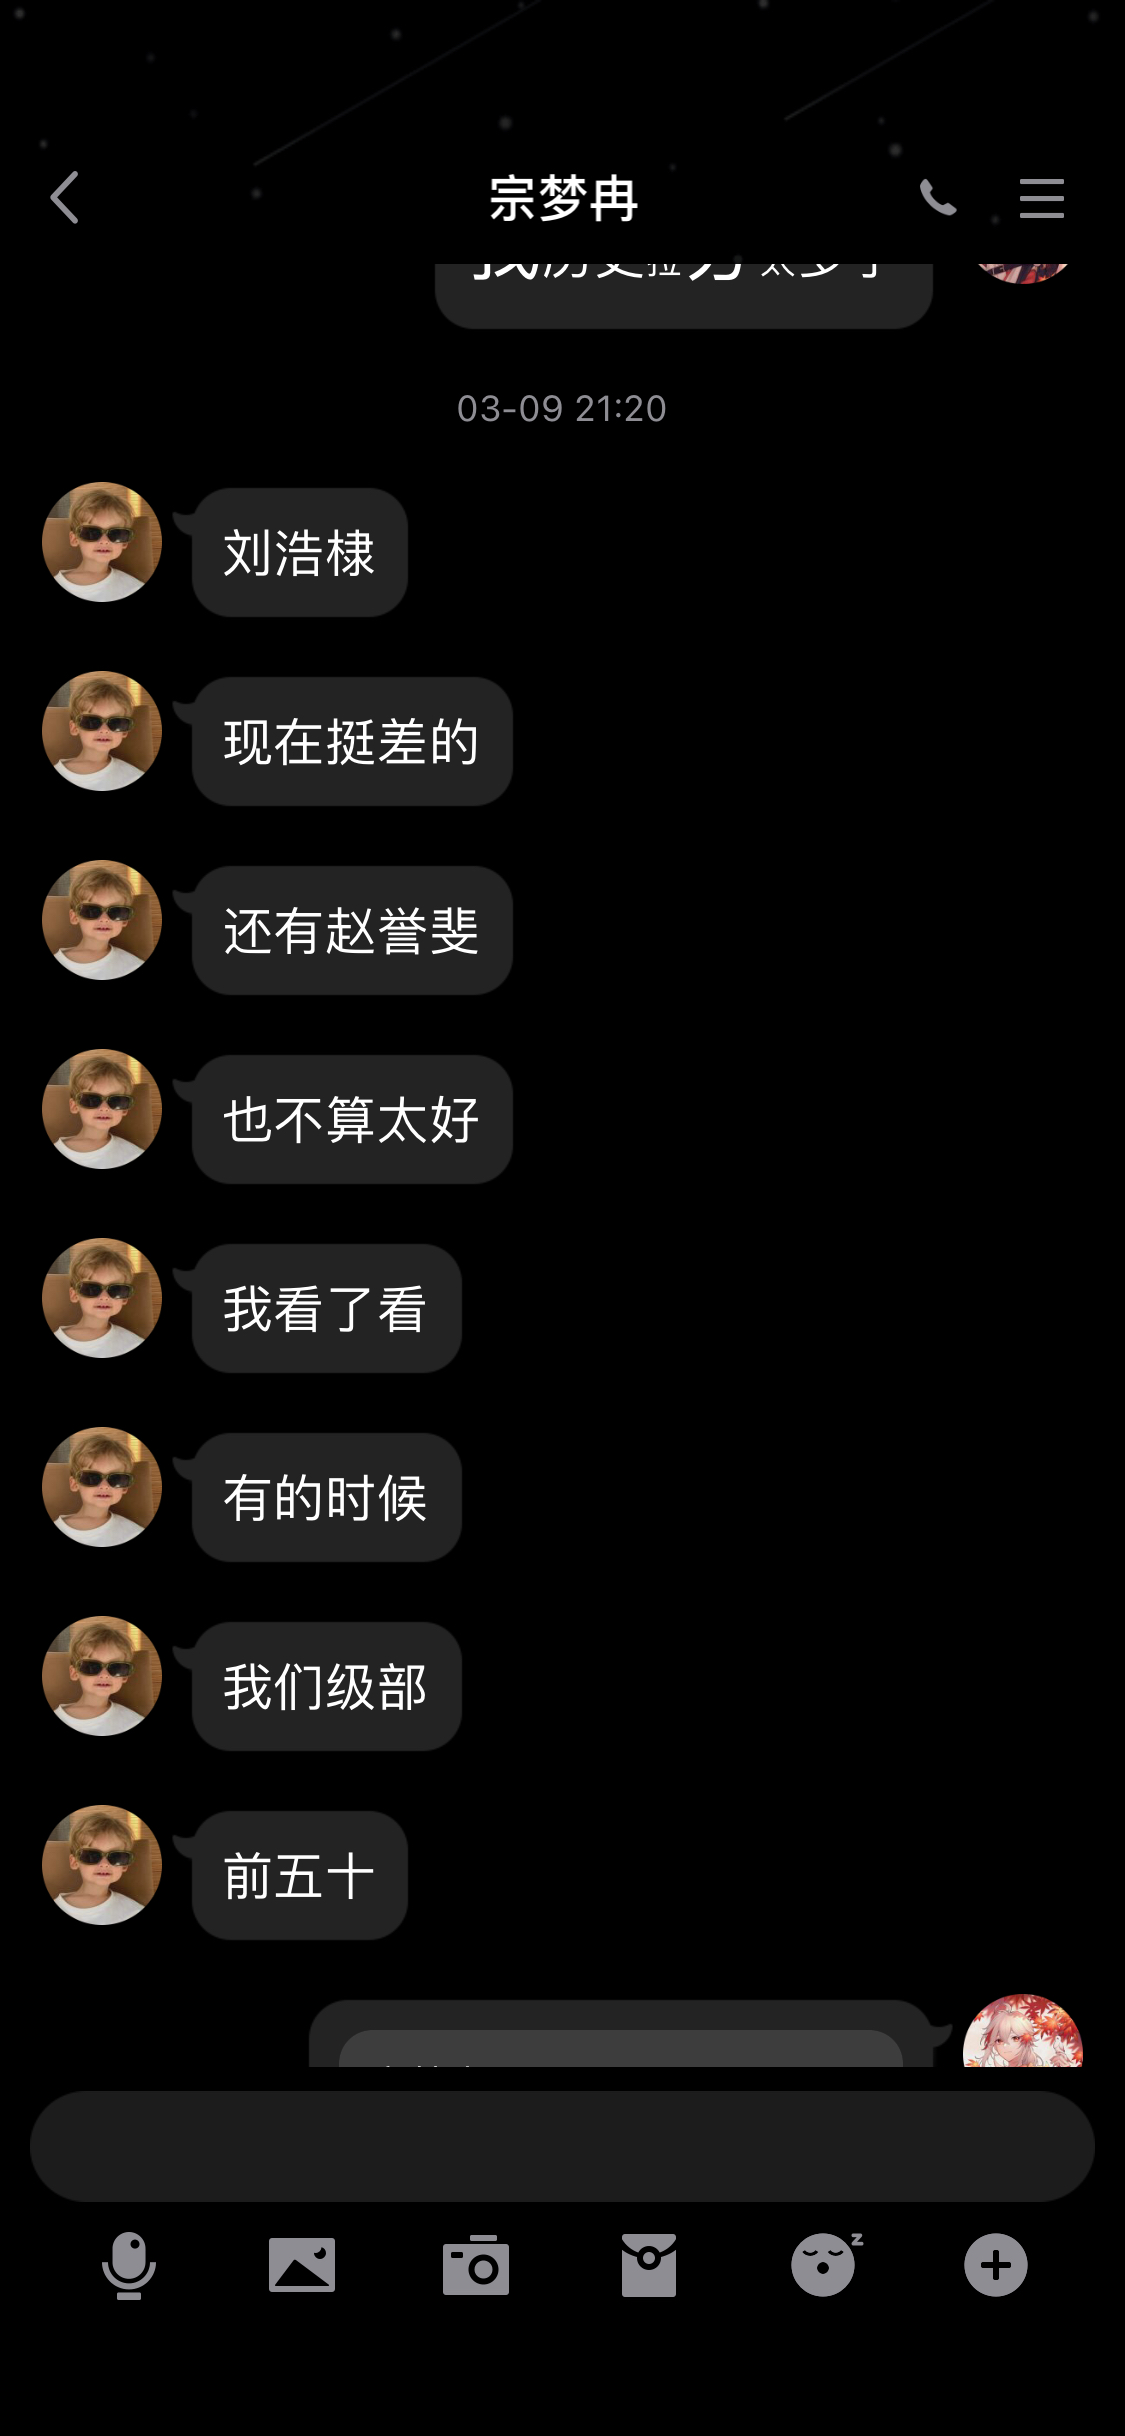 宗梦冉
03-09 21:20
刘浩棣
现在挺差的
还有赵誉斐
也不算太好
我看了看
有的时候
我们级部
前五十